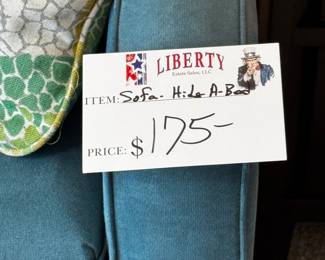 LIBERTY
Estate Sales, LLC
ITEM: Sofa- Hide A-Bed
PRICE: $175-